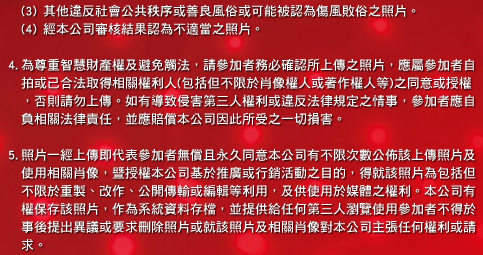 (3) 其他違反社會公共秩序或善良風俗或可能被認為傷風敗俗之照片。
(4) 經本公司審核結果認為不適當之照片。
4. 為尊重智慧財產權及避免觸法，請參加者務必確認所上傳之照片，應屬參加者自
拍或已合法取得相關權利人(包括但不限於肖像權人或著作權人等)之同意或授權
，否則請勿上傳。如有導致侵害第三人權利或違反法律規定之情事，參加者應自
負相關法律責任，並應賠償本公司因此所受之一切損害。
5. 照片一經上傳即代表參加者無償且永久同意本公司有不限次數公佈該上傳照片及
使用相關肖像，暨授權本公司基於推廣或行銷活動之目的，得就該照片為包括但
不限於重製、改作、公開傳輸或編輯等利用，及供使用於媒體之權利。本公司有
權保存該照片，作為系統資料存檔，並提供給任何第三人瀏覽使用參加者不得於
事後提出異議或要求刪除照片或就該照片及相關肖像對本公司主張任何權利或請
求。